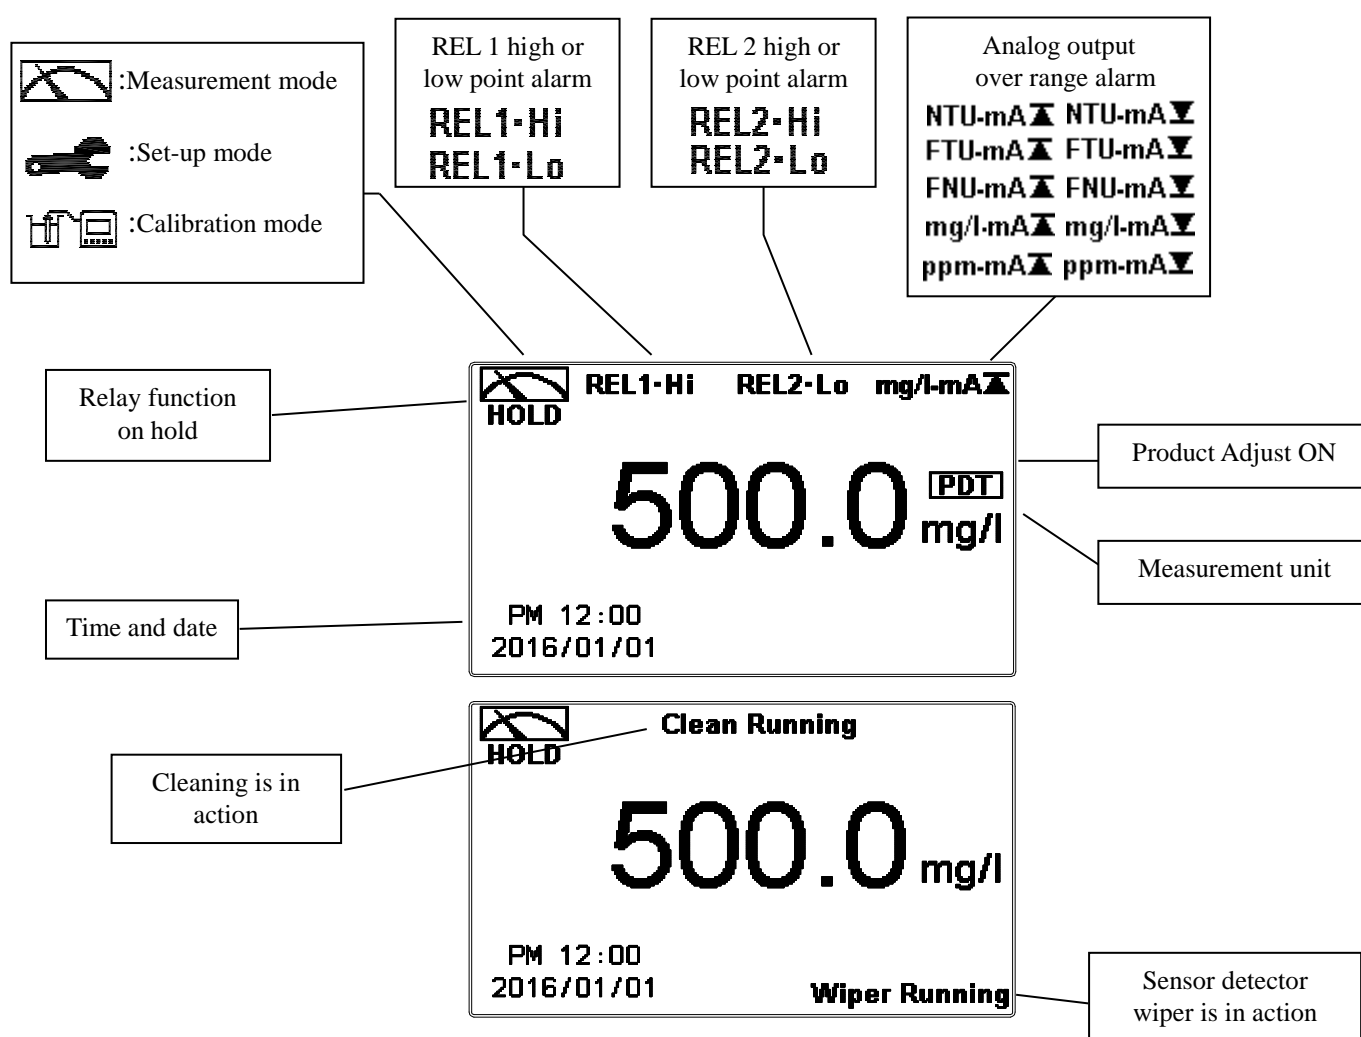 :Measurement mode
:Set-up mode
:Calibration mode
REL 1 high or
low point alarm
REL1-Hi
REL1-Lo
REL 2 high or
low point alarm
REL2-Hi
REL2-Lo
Analog output
over range alarm
NTU-mA NTU-mA
FTU-mA FTU-mA
FNU-mA FNU-mA
mg/l-mA mg/l-mA
ppm-mA ppm-mA
Relay function
on hold
REL1-Hi REL2-Lo mg/l-mA
HOLD
500.0
PDT
mg/l
PM 12:00
2016/01/01
Product Adjust ON
Measurement unit
Time and date
Clean Running
HOLD
500.0 mg/l
PM 12:00
2016/01/01
Wiper Running
Cleaning is in
action
Sensor detector
wiper is in action